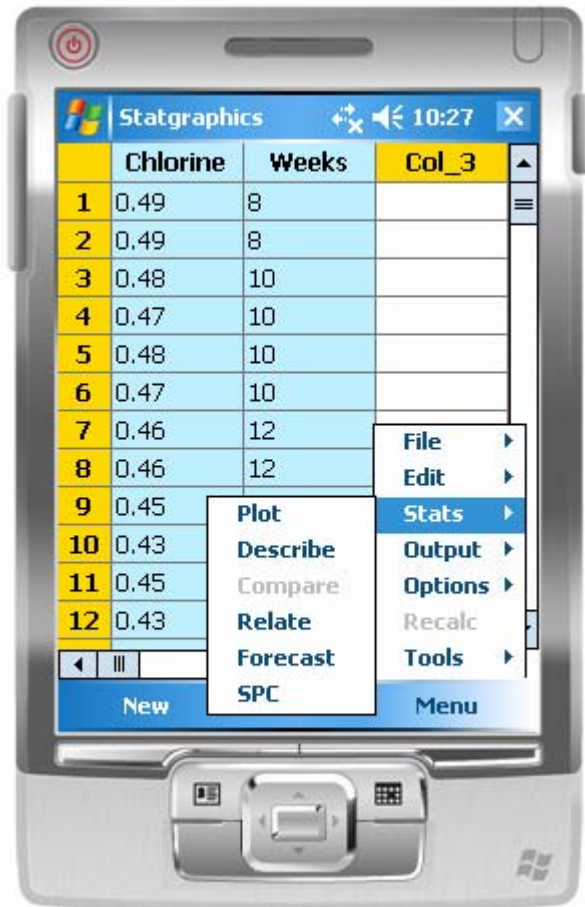 Statgraphics 10:27
Chlorine Weeks Col_3
1 0.49 8
2 0.49 8
3 0.48 10
4 0.47 10
5 0.48 10
6 0.47 10
7 0.46 12
8 0.46 12
9 0.45
10 0.43
11 0.45
12 0.43
File
Edit
Stats
Output
Options
Recalc
Tools
Plot
Describe
Compare
Relate
Forecast
SPC
New Menu